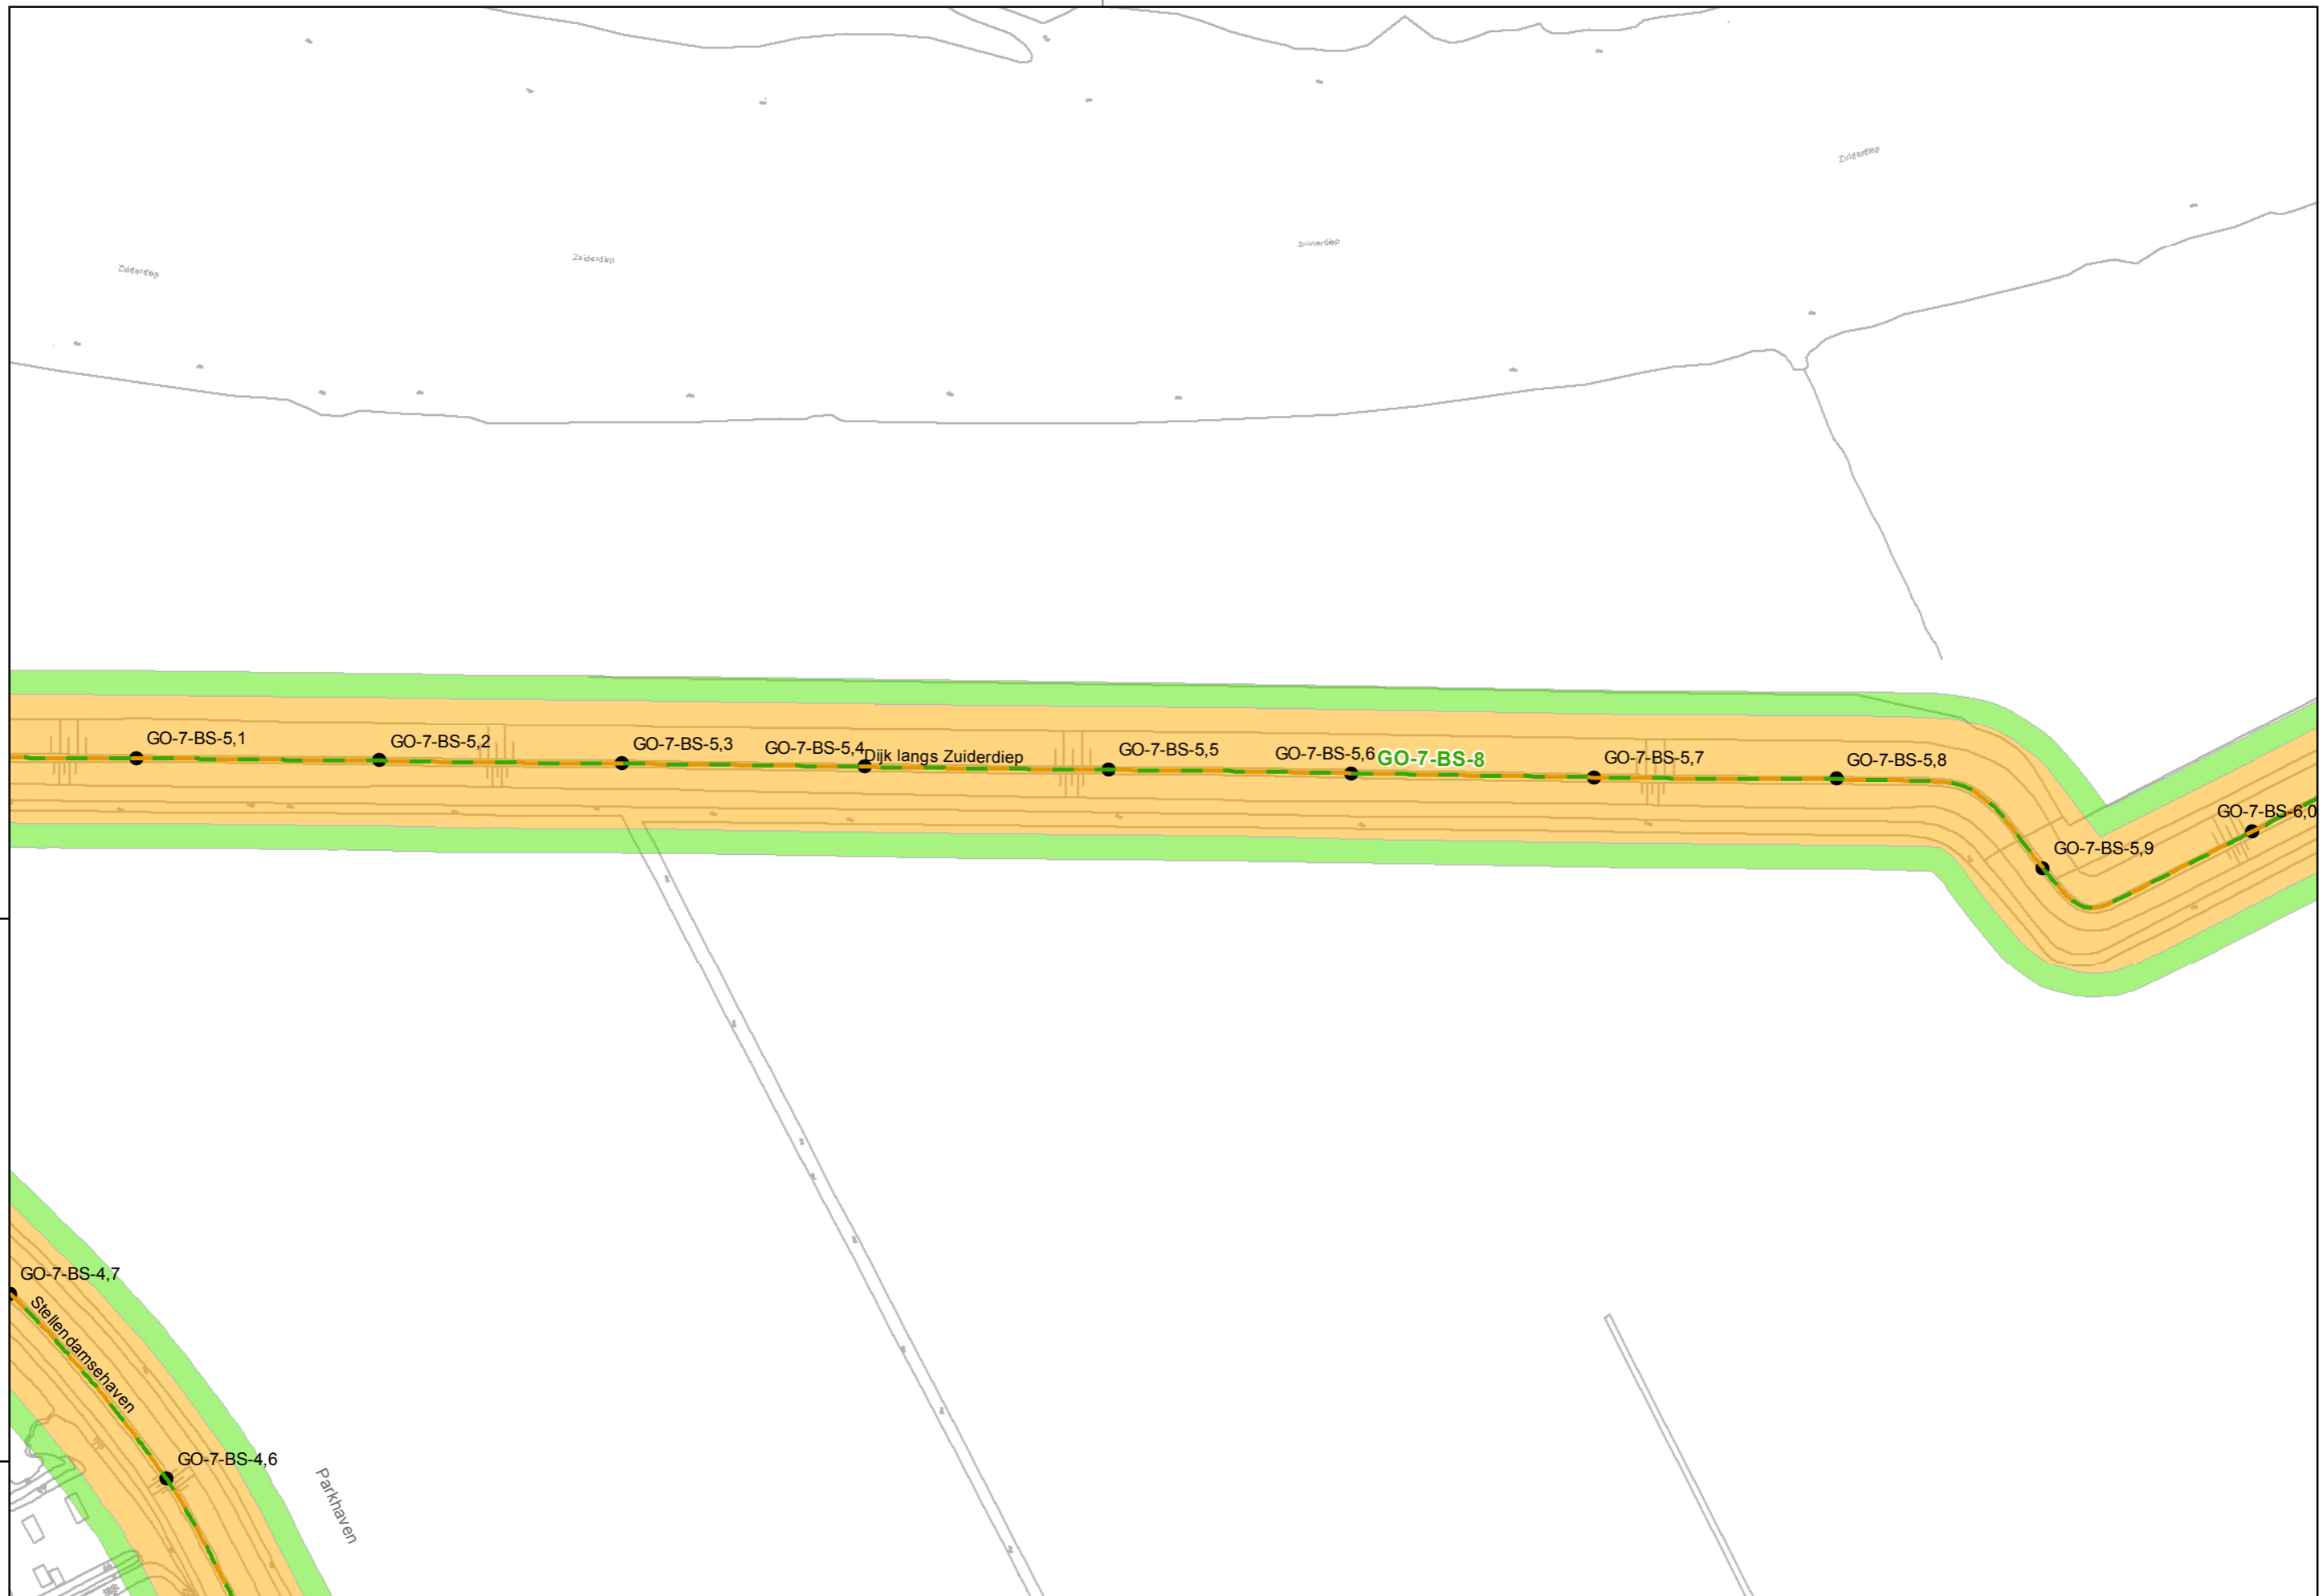 Zuiderdiep
Zuiderdiep
Zuiderdiep
Zuiderdiep
GO-7-BS-5,1
GO-7-BS-5,2
GO-7-BS-5,3
GO-7-BS-5,4
Dijk langs Zuiderdiep
GO-7-BS-5,5
GO-7-BS-5,6
GO-7-BS-8
GO-7-BS-5,7
GO-7-BS-5,8
GO-7-BS-6,0
GO-7-BS-5,9
GO-7-BS-4,7
Stellendamsehaven
GO-7-BS-4,6
Parkhaven